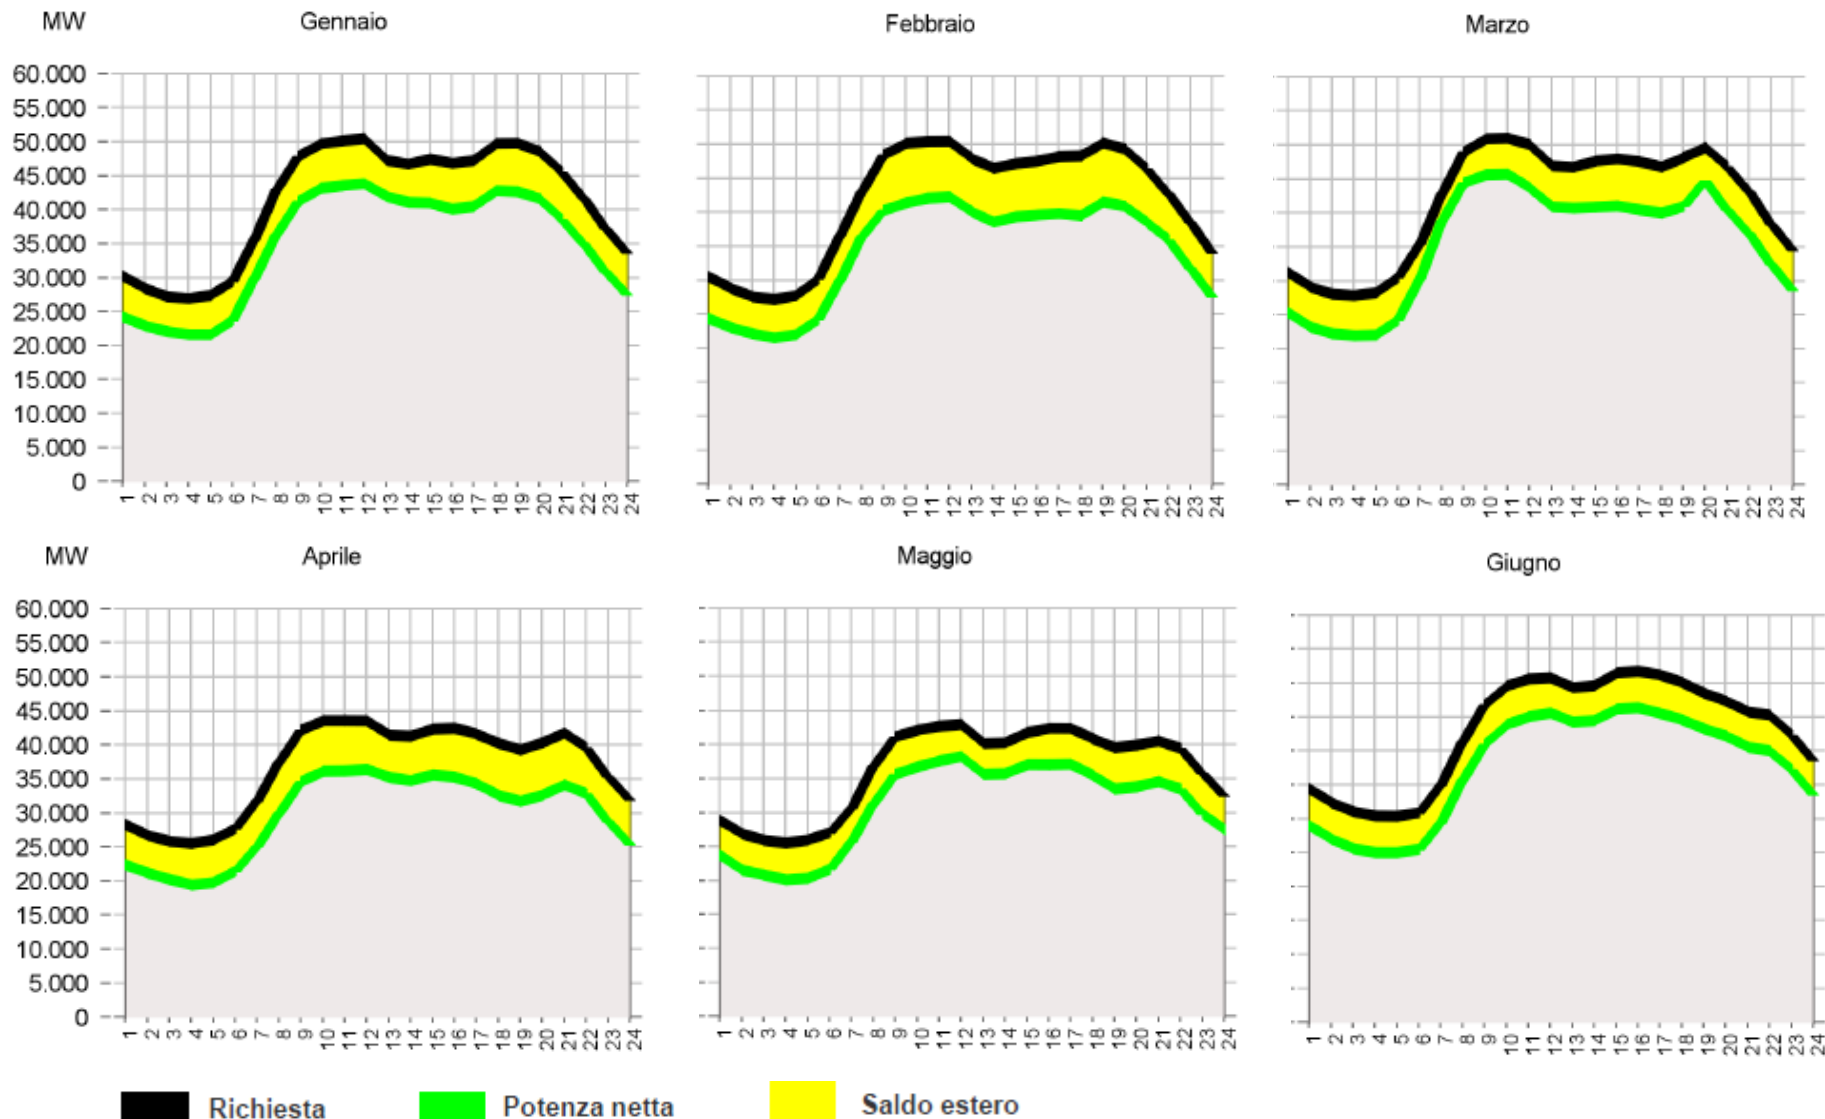 MW Gennaio Febbraio Marzo
60.000
55.000
50.000
45.000
40.000
35.000
30.000
25.000
20.000
15.000
10.000
5.000
0
1 2 3 4 5 6 7 8 9 10 11 12 13 14 15 16 17 18 19 20 21 22 23 24
1 2 3 4 5 6 7 8 9 10 11 12 13 14 15 16 17 18 19 20 21 22 23 24
1 2 3 4 5 6 7 8 9 10 11 12 13 14 15 16 17 18 19 20 21 22 23 24
MW Aprile Maggio Giugno
60.000
55.000
50.000
45.000
40.000
35.000
30.000
25.000
20.000
15.000
10.000
5.000
0
1 2 3 4 5 6 7 8 9 10 11 12 13 14 15 16 17 18 19 20 21 22 23 24
1 2 3 4 5 6 7 8 9 10 11 12 13 14 15 16 17 18 19 20 21 22 23 24
1 2 3 4 5 6 7 8 9 10 11 12 13 14 15 16 17 18 19 20 21 22 23 24
Richiesta Potenza netta Saldo estero